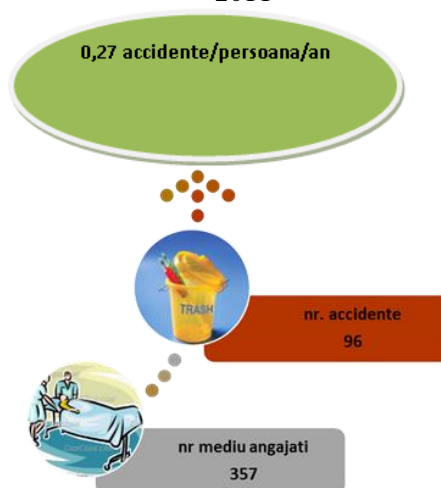 0,27 accidente/persoana/an
TRASH
nr. accidente
96
nr mediu angajati
357